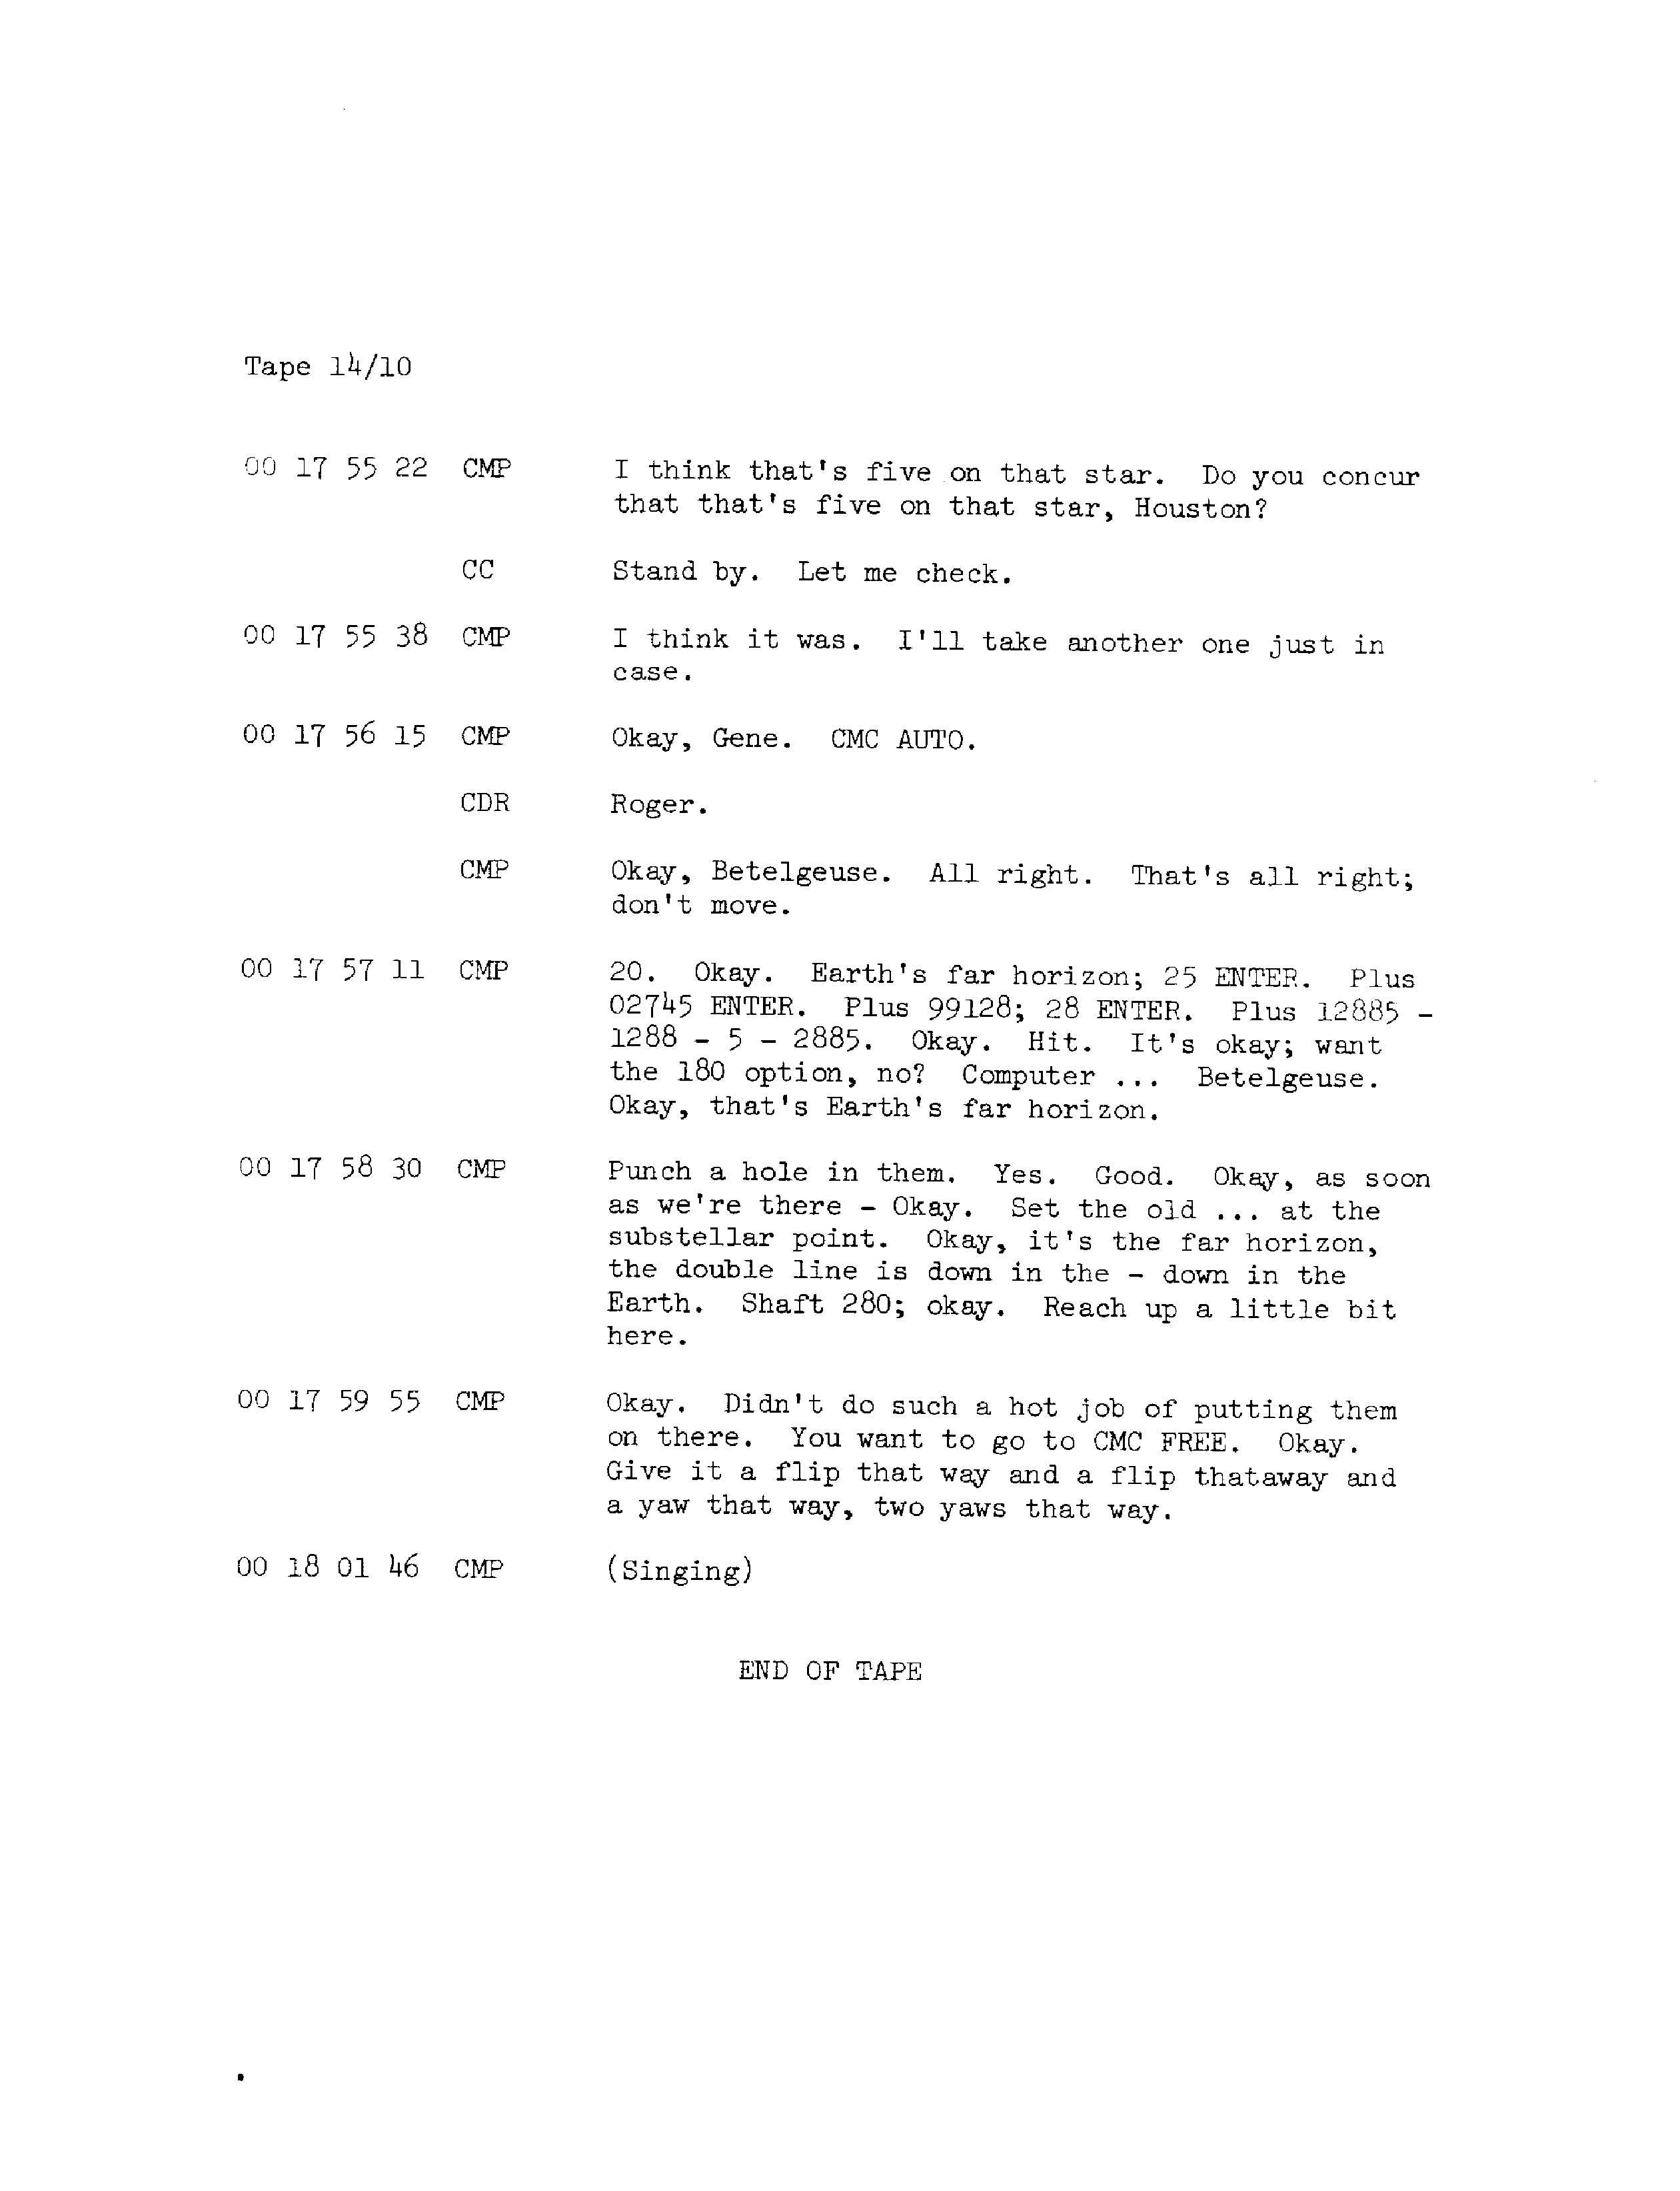 Tape 14/10
00 17 55 22 CMP I think that's five on that star. Do you concur
that that's five on that star, Houston?
CC Stand by. Let me check.
00 17 55 38 CMP I think it was. I'll take another one just in
case.
00 17 56 15 CMP Okay, Gene. CMC AUTO.
CDR Roger.
CMP Okay, Betelgeuse. All right. That's all right;
don't move.
00 17 57 11 CMP 20. Okay. Earth's far horizon; 25 ENTER. Plus
02745 ENTER. Plus 99128; 28 ENTER. Plus 12885 -
1288 - 5 - 2885. Okay. Hit. It's okay; want
the 180 option, no? Computer ... Betelgeuse.
Okay, that's Earth's far horizon.
00 17 58 30 CMP Punch a hole in them. Yes. Good. Okay, as soon
as we're there - Okay. Set the old ... at the
substellar point. Okay, it's the far horizon,
the double line is down in the - down in the
Earth. Shaft 280; okay. Reach up a little bit
here.
00 17 59 55 CMP Okay. Didn't do such a hot job of putting them
on there. You want to go to CMC FREE. Okay.
Give it a flip that way and a flip thataway and
a yaw that way, two yaws that way.
00 18 01 46 CMP (Singing)
END OF TAPE